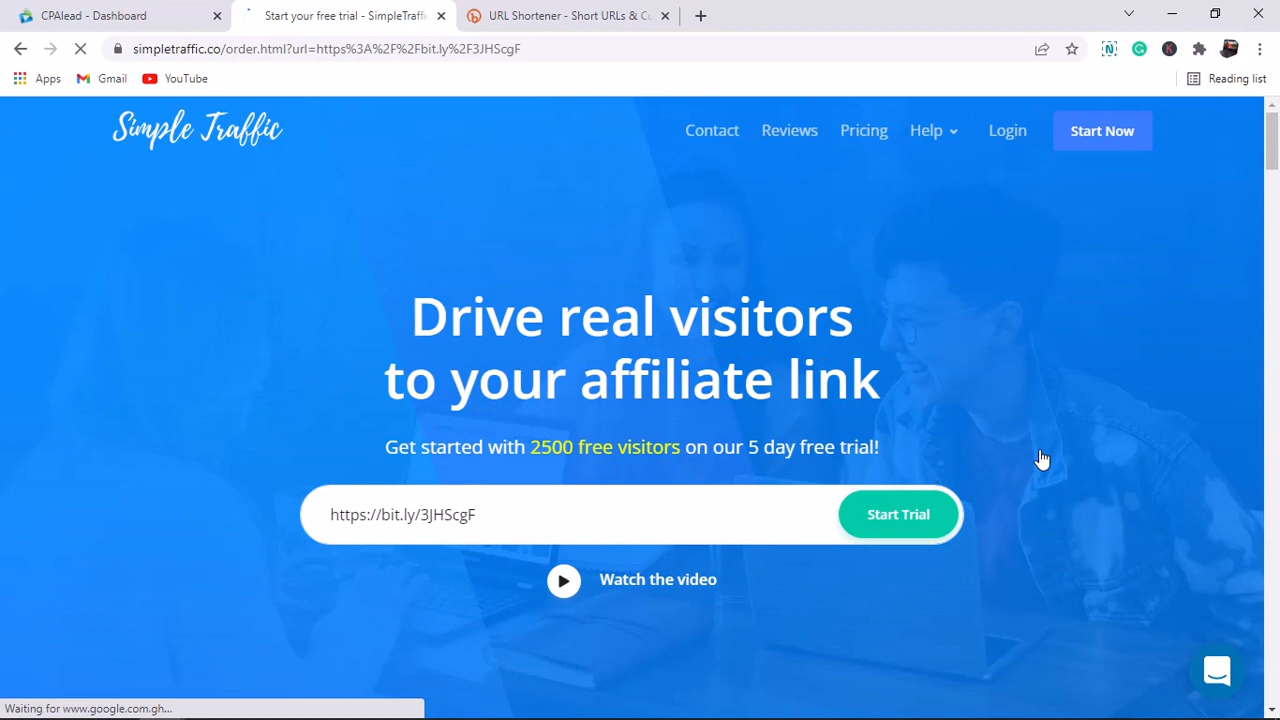 CPAlead - Dashboard
Start your free trial - SimpleTraffi
URL Shortener - Short URLs & Cu
simpletraffic.co/order.html?url=https%3A%2F%2Fbit.ly%2F3JHScgF
Apps
Gmail
YouTube
Reading list
Simple Traffic
Contact
Reviews
Pricing
Help
Login
Start Now
Drive real visitors
to your affiliate link
Get started with 2500 free visitors on our 5 day free trial!
https://bit.ly/3JHScgF
Start Trial
Watch the video
Waiting for www.google.com.gh...